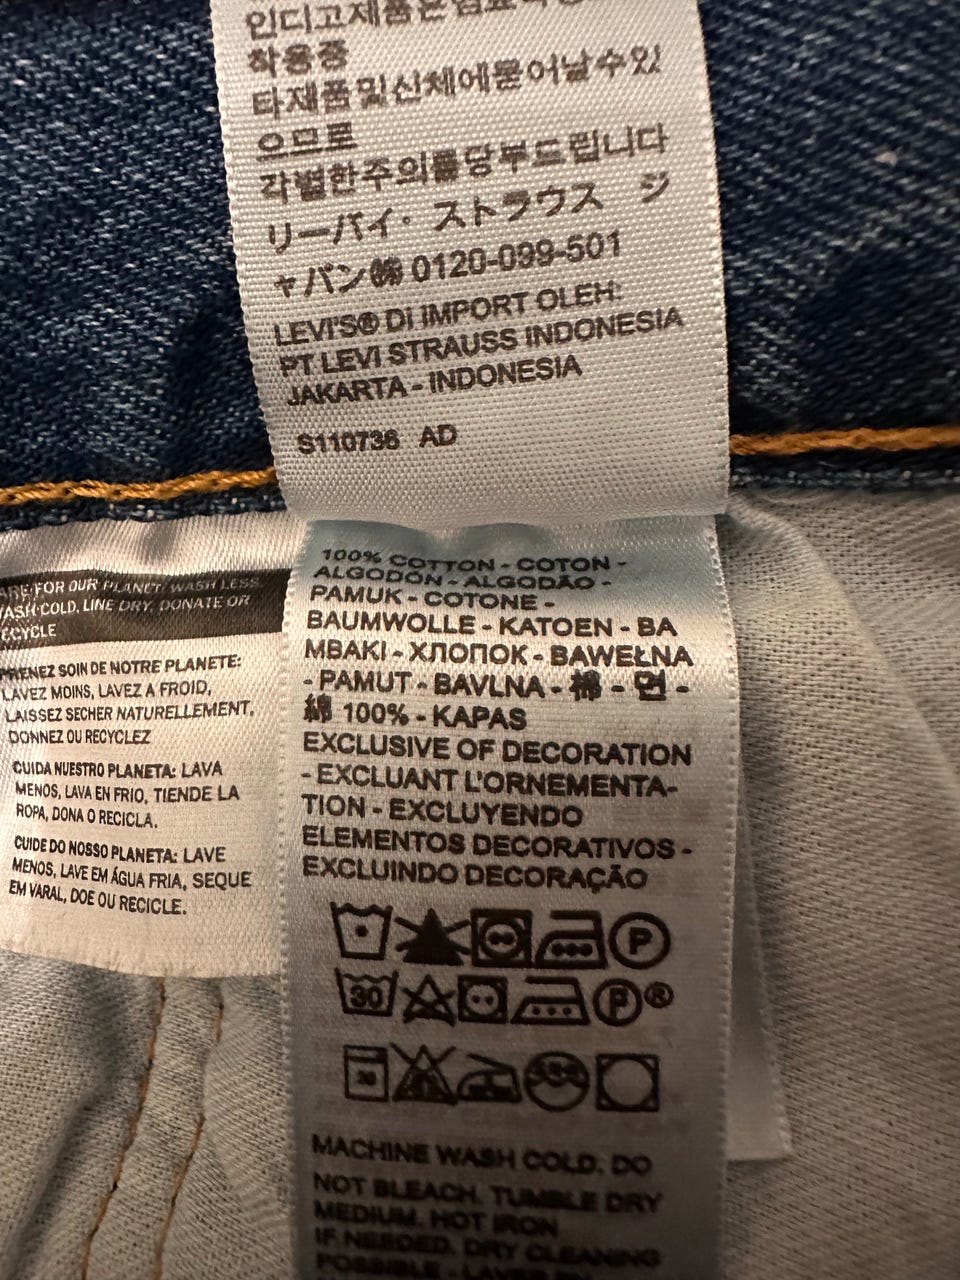 인디고제품은염료
착용중
타제품및신체에묻어날수있
으므로
각별한주의를당부드립니다
リーバイ・ストラウス ジ
ャパン㈱ 0120-099-501
LEVI'S® Di IMPORT OLEH:
PT LEVI STRAUSS INDONESIA
JAKARTA - INDONESIA
S110736 AD
FOR OUR PLANET: WASH LESS,
WASH COLD, LINE DRY, DONATE OR
RECYCLE
PRENEZ SOIN DE NOTRE PLANETE:
LAVEZ MOINS, LAVEZ A FROID,
LAISSEZ SECHER NATURELLEMENT,
DONNEZ OU RECYCLEZ
CUIDA NUESTRO PLANETA: LAVA
MENOS, LAVA EN FRIO, TIENDE LA
ROPA, DONA O RECICLA.
CUIDE DO NOSSO PLANETA: LAVE
MENOS, LAVE EM ÁGUA FRIA, SEQUE
EM VARAL, DOE OU RECICLE.
100% COTTON - COTON -
ALGODÓN - ALGODÃO -
PAMUK - COTONE -
BAUMWOLLE - KATOEN - BA
MBAKI - ХЛОПОК - BAWEŁNA
- PAMUT - BAVLNA - 棉 - 면 -
綿 100% - KAPAS
EXCLUSIVE OF DECORATION
- EXCLUANT L'ORNEMENTA-
TION - EXCLUYENDO
ELEMENTOS DECORATIVOS -
EXCLUINDO DECORAÇÃO
P
30 P ®
MACHINE WASH COLD. DO
NOT BLEACH. TUMBLE DRY
MEDIUM. HOT IRON
IF NEEDED. DRY CLEANING
POSSIBLE -